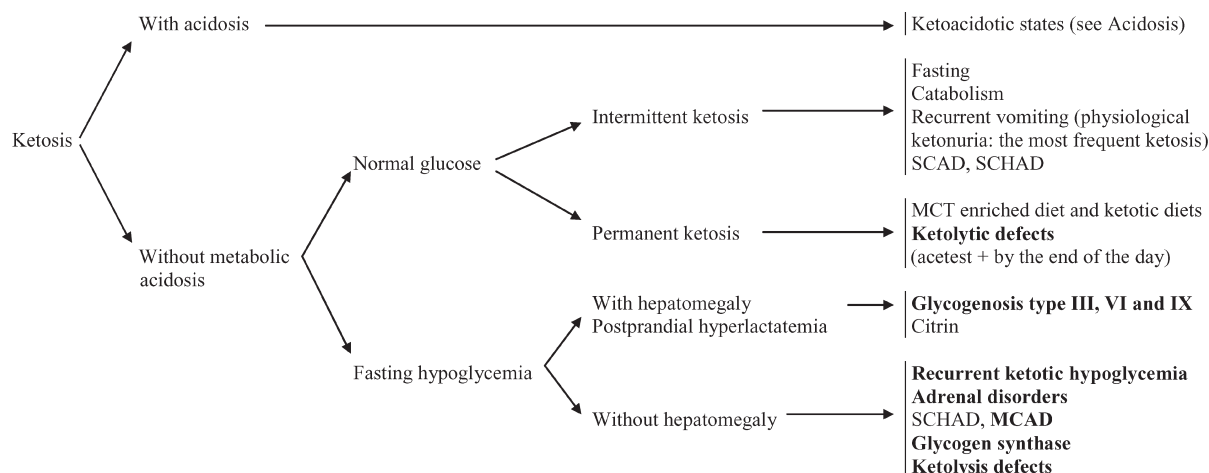 With acidosis
Ketoacidotic states (see Acidosis)
Fasting
Catabolism
Intermittent ketosis
Recurrent vomiting (physiological
ketonuria: the most frequent ketosis)
SCAD, SCHAD
Ketosis
Normal glucose
MCT enriched diet and ketotic diets
Permanent ketosis
Ketolytic defects
(acetest + by the end of the day)
Without metabolic
acidosis
With hepatomegaly
Postprandial hyperlactatemia
Glycogenosis type III, VI and IX
Citrin
Fasting hypoglycemia
Recurrent ketotic hypoglycemia
Adrenal disorders
Without hepatomegaly
SCHAD, MCAD
Glycogen synthase
Ketolysis defects